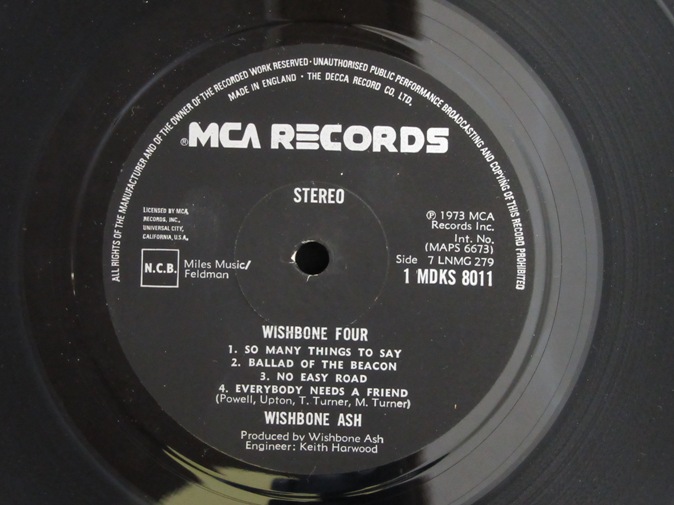 ALL RIGHTS OF THE MANUFACTURER AND OF THE OWNER OF THE RECORDED WORK RESERVED · UNAUTHORISED PUBLIC PERFORMANCE BROADCASTING AND COPYING OF THIS RECORD PROHIBITED
MADE IN ENGLAND · THE DECCA RECORD CO. LTD.
®MCA RECORDS
STEREO
LICENSED BY MCA
RECORDS, INC.,
UNIVERSAL CITY,
CALIFORNIA, U.S.A.
N.C.B.
Miles Music/
Feldman
℗ 1973 MCA
Records Inc.
Int. No.
(MAPS 6673)
Side 7 LNMG 279
1 MDKS 8011
WISHBONE FOUR
1. SO MANY THINGS TO SAY
2. BALLAD OF THE BEACON
3. NO EASY ROAD
4. EVERYBODY NEEDS A FRIEND
(Powell, Upton, T. Turner, M. Turner)
WISHBONE ASH
Produced by Wishbone Ash
Engineer: Keith Harwood